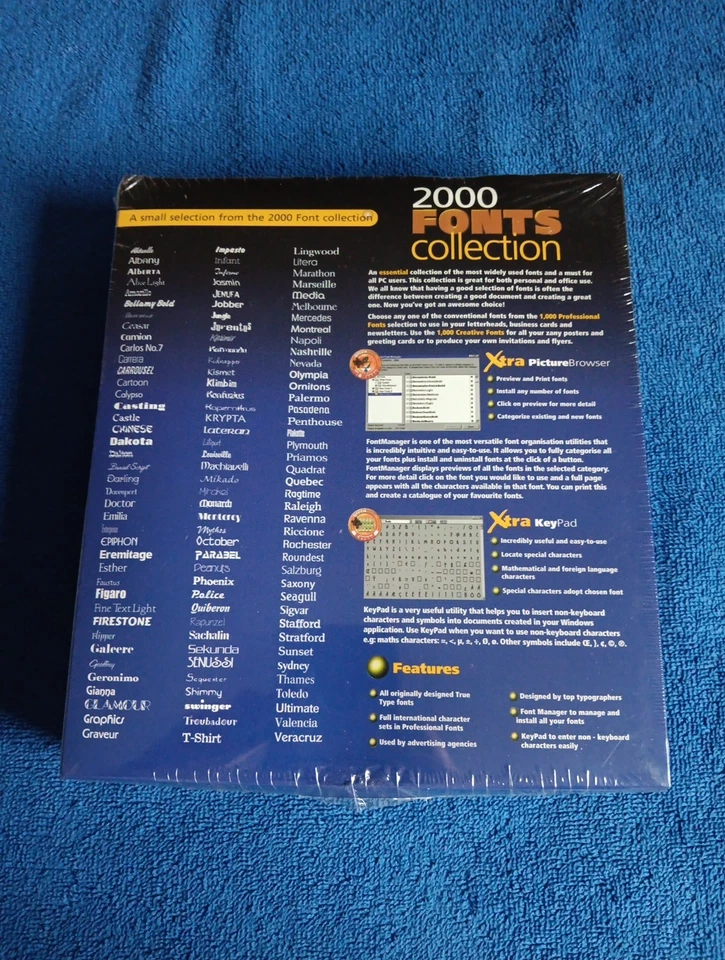 A small selection from the 2000 Font collection
Albany
ALBERTA
Alive Light
Bellamy Bold
Ceasar
Camion
Carlos No.7
Carrera
CARROUSEL
Cartoon
Calypso
Casting
Castle
CHINESE
Dakota
Daniel Script
Darling
Davenport
Doctor
Emilia
EPIPHON
Eremitage
Esther
Faustus
Figaro
Fine Text Light
FIRESTONE
Flipper
Galeere
Geoffrey
Geronimo
Gianna
GLAMOUR
Graphics
Graveur
Impesto
Infant
Inferno
Jasmin
JENUFA
Jobber
Jungle
Juventus
Kidnapper
Kismet
Klimbim
Konfuzius
Kopernikus
KRYPTA
Lateran
Liliput
Louisville
Machiavelli
Mikado
Monarch
Monterey
Mythos
October
PARABEL
Peanuts
Phoenix
Police
Quiberon
Rapunzel
Sachalin
Sekunda
SINUSSI
Sequenter
Shimmy
swinger
Troubadour
T-Shirt
Lingwood
Litera
Marathon
Marseille
Media
Melbourne
Mercedes
Montreal
Napoli
Nashville
Nevada
Olympia
Ornitons
Palermo
Pasadena
Penthouse
Palette
Plymouth
Priamos
Quadrat
Quebec
Ragtime
Raleigh
Ravenna
Riccione
Rochester
Roundest
Salzburg
Saxony
Seagull
Sigvar
Stafford
Stratford
Sunset
Sydney
Thames
Toledo
Ultimate
Valencia
Veracruz
2000
FONTS
collection
An essential collection of the most widely used fonts and a must for
all PC users. This collection is great for both personal and office use.
We all know that having a good selection of fonts is often the
difference between creating a good document and creating a great
one. Now you've got an awesome choice!
Choose any one of the conventional fonts from the 1,000 Professional
Fonts selection to use in your letterheads, business cards and
newsletters. Use the 1,000 Creative Fonts for all your zany posters and
greeting cards or to produce your own invitations and flyers.
Xtra PictureBrowser
Preview and Print fonts
Install any number of fonts
Click on preview for more detail
Categorize existing and new fonts
FontManager is one of the most versatile font organisation utilities that
is incredibly intuitive and easy-to-use. It allows you to fully categorise all
your fonts plus install and uninstall fonts at the click of a button.
FontManager displays previews of all the fonts in the selected category.
For more detail click on the font you would like to use and a full page
appears with all the characters available in that font. You can print this
and create a catalogue of your favourite fonts.
Xtra KeyPad
Incredibly useful and easy-to-use
Locate special characters
Mathematical and foreign language
characters
Special characters adopt chosen font
KeyPad is a very useful utility that helps you to insert non-keyboard
characters and symbols into documents created in your Windows
application. Use KeyPad when you want to use non-keyboard characters
e.g: maths characters: =, <, µ, ±, ÷, Ø, ø. Other symbols include Œ, }, ¢, ©, ®.
Features
All originally designed True
Type fonts
Full international character
sets in Professional Fonts
Used by advertising agencies
Designed by top typographers
Font Manager to manage and
install all your fonts
KeyPad to enter non - keyboard
characters easily